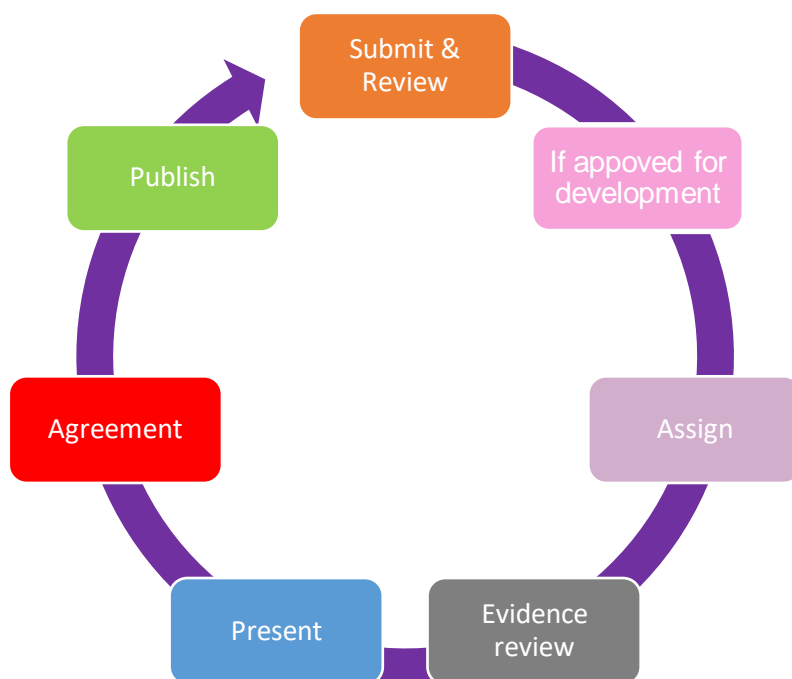 Submit &
Review
If appoved for
development
Assign
Evidence
review
Present
Agreement
Publish